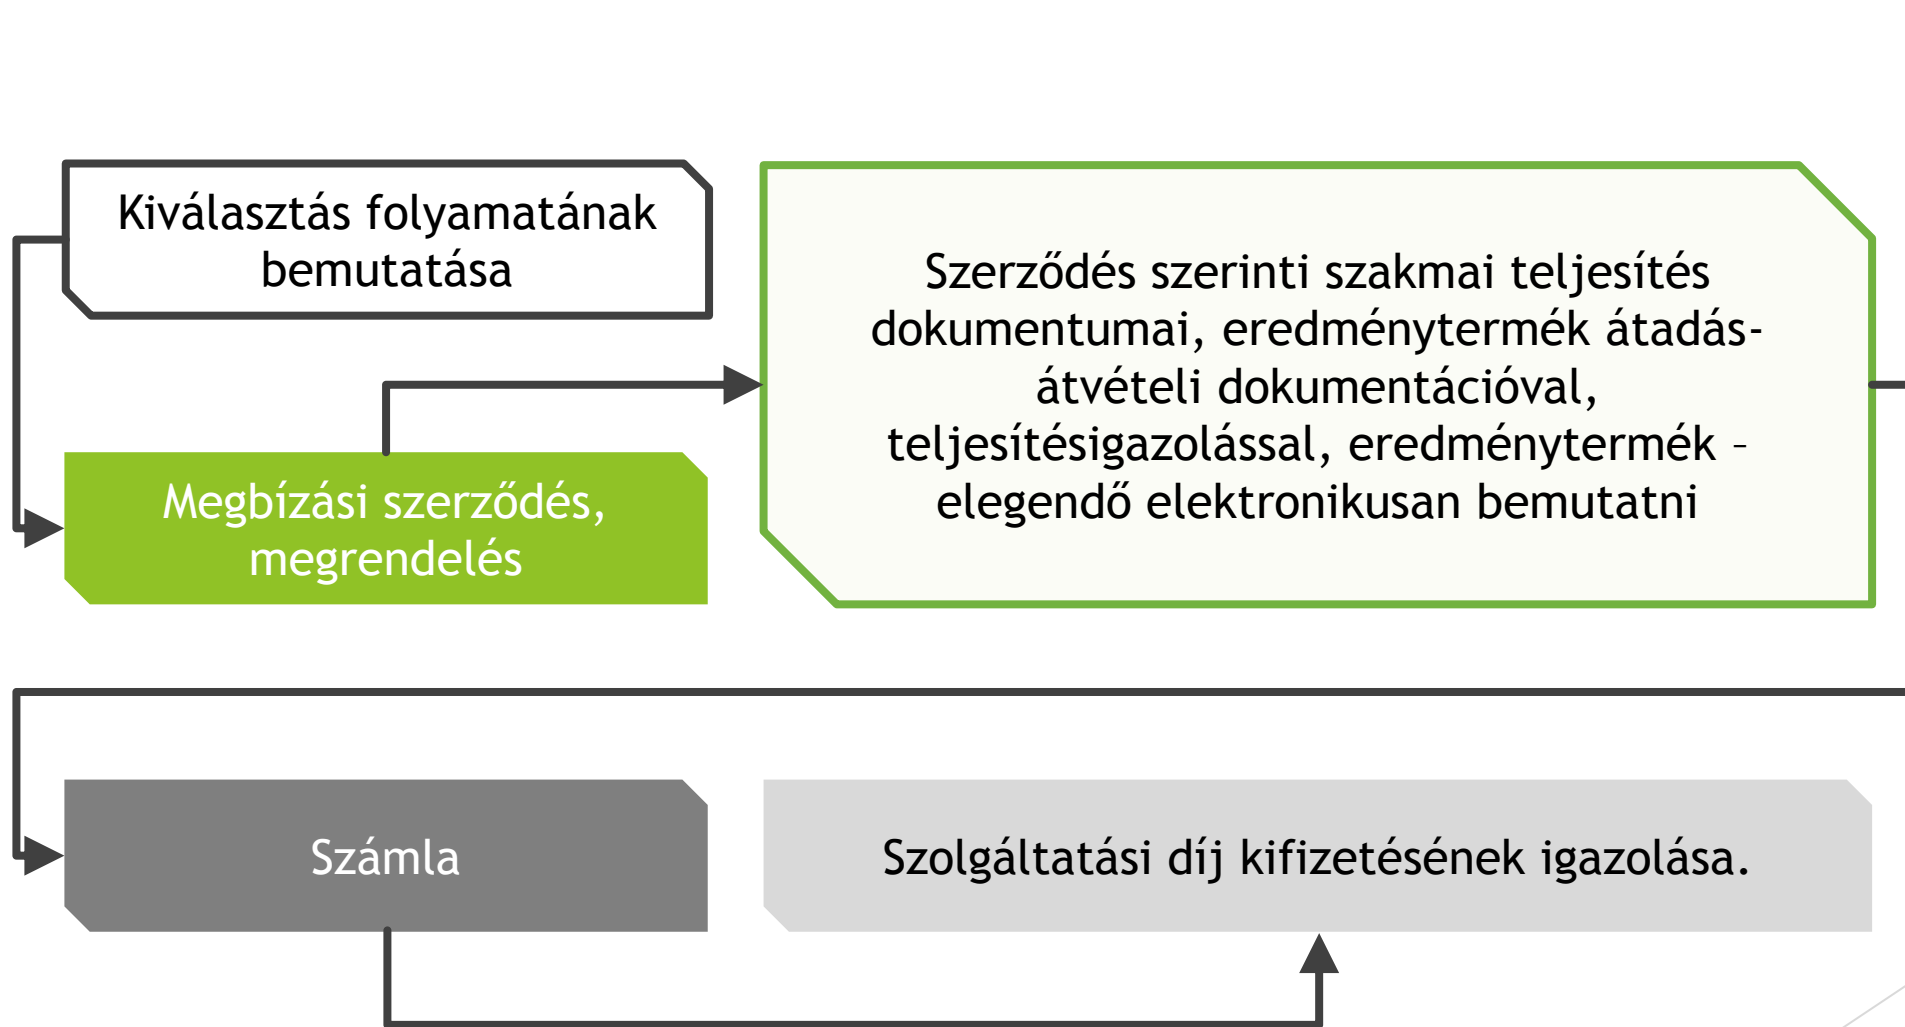 Kiválasztás folyamatának
bemutatása
Megbízási szerződés,
megrendelés
Szerződés szerinti szakmai teljesítés
dokumentumai, eredménytermék átadás-
átvételi dokumentációval,
teljesítésigazolással, eredménytermék –
elegendő elektronikusan bemutatni
Számla
Szolgáltatási díj kifizetésének igazolása.